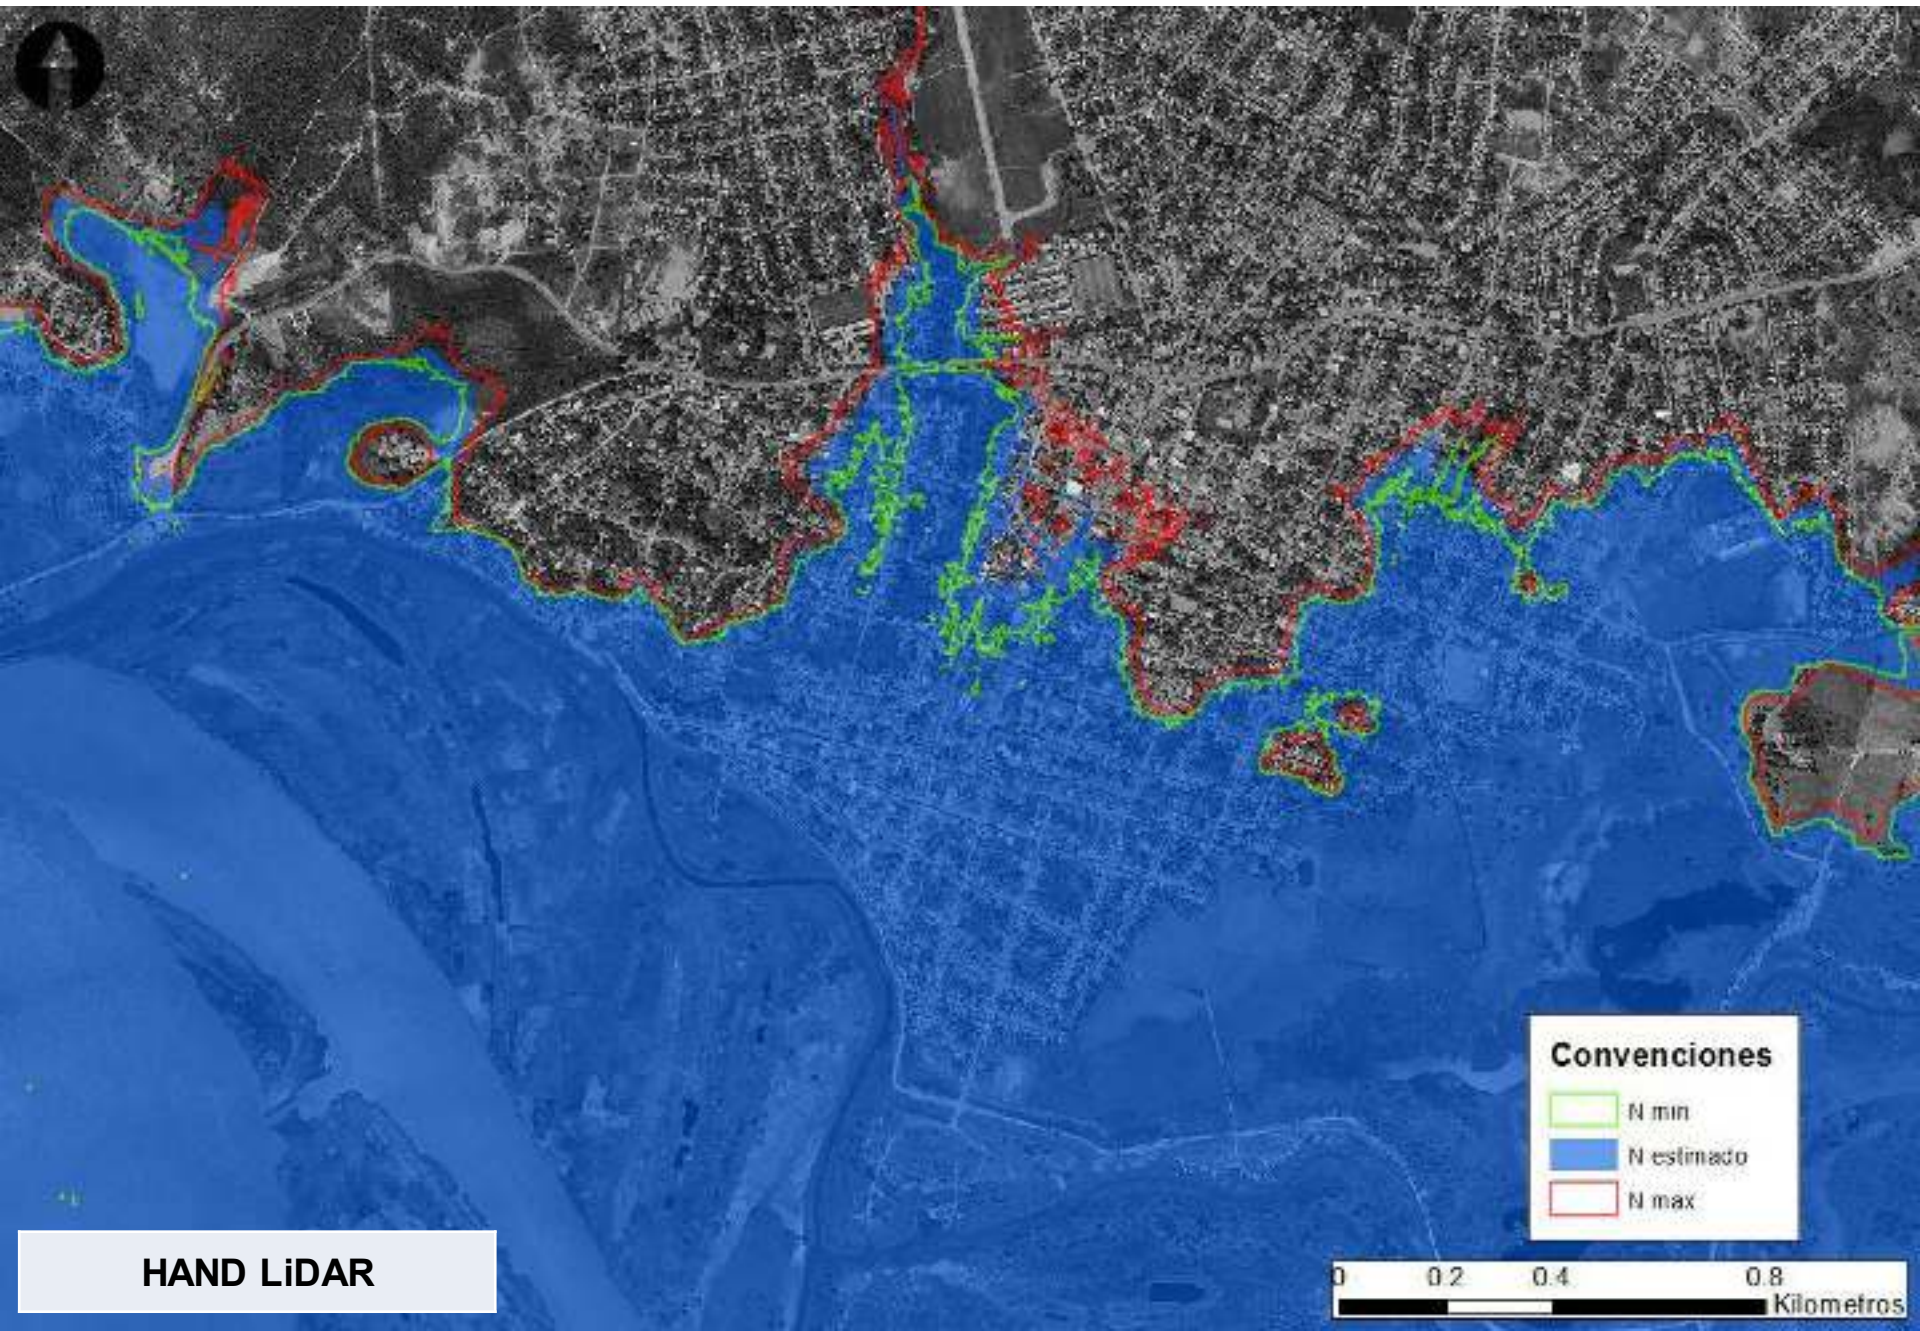 Convenciones
N min
N estimado
N max
HAND LiDAR
0 0.2 0.4 0.8
Kilometros